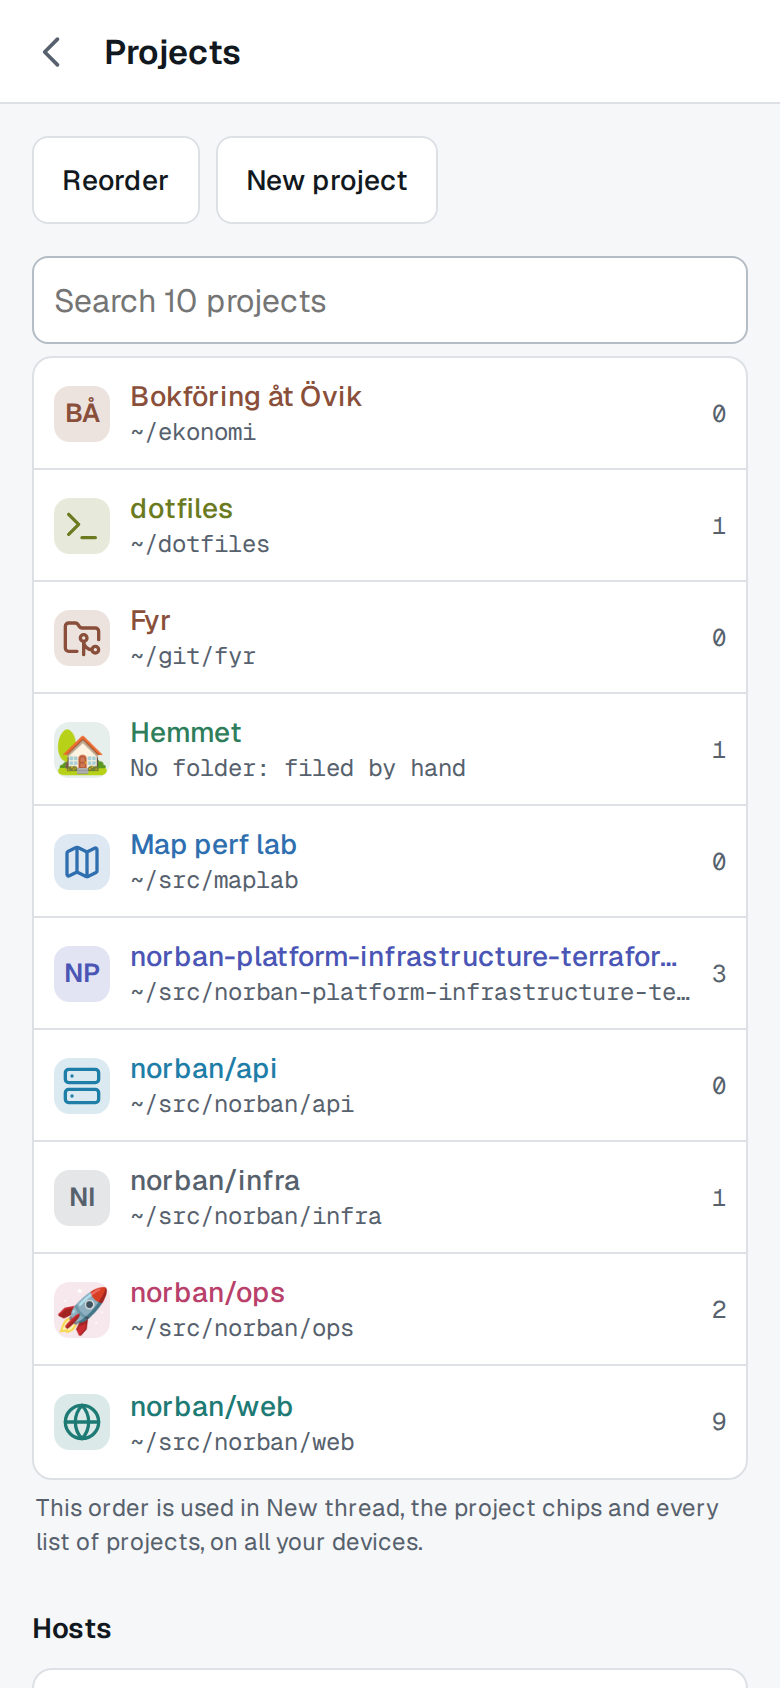 Projects
Reorder
New project
Search 10 projects
BÅ
Bokföring åt Övik
~/ekonomi
0
dotfiles
~/dotfiles
1
Fyr
~/git/fyr
0
Hemmet
No folder: filed by hand
1
Map perf lab
~/src/maplab
0
NP
norban-platform-infrastructure-terrafor…
~/src/norban-platform-infrastructure-te…
3
norban/api
~/src/norban/api
0
NI
norban/infra
~/src/norban/infra
1
norban/ops
~/src/norban/ops
2
norban/web
~/src/norban/web
9
This order is used in New thread, the project chips and every
list of projects, on all your devices.
Hosts